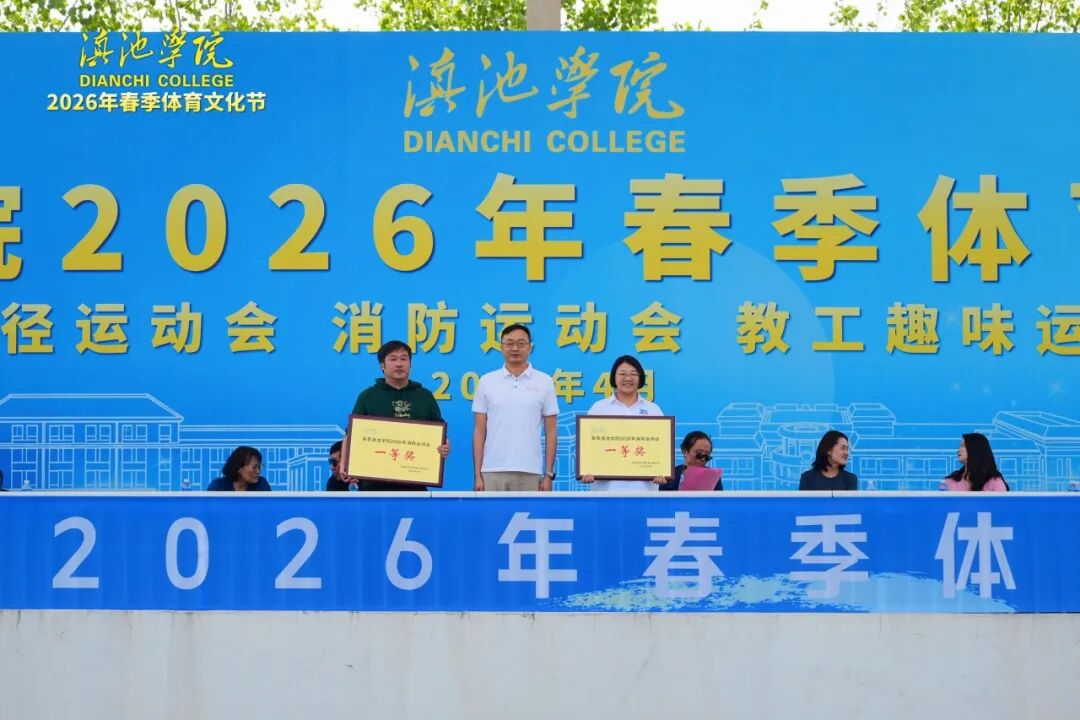 滇池学院
DIANCHI COLLEGE
2026年春季体育文化节
滇池学院
DIANCHI COLLEGE
院2026年春季体育
径运动会 消防运动会 教工趣味运
年4月
一等奖
一等奖
2026年春季体